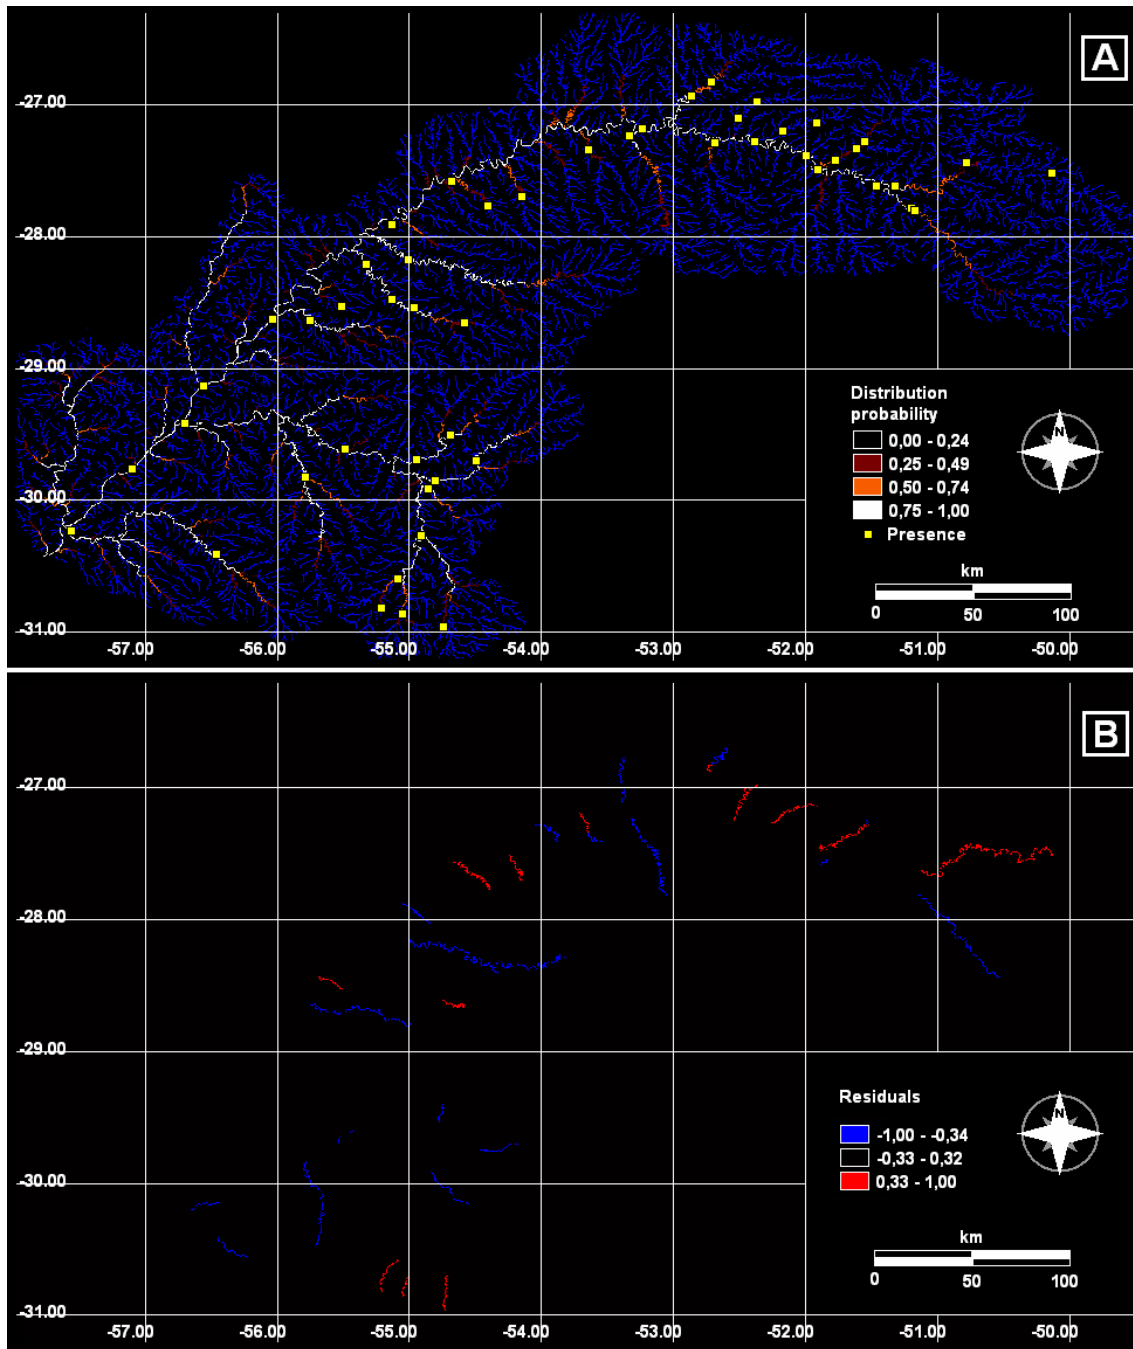 A
-27.00
-28.00
-29.00
-30.00
-31.00
-57.00 -56.00 -55.00 -54.00 -53.00 -52.00 -51.00 -50.00
Distribution
probability
0,00 - 0,24
0,25 - 0,49
0,50 - 0,74
0,75 - 1,00
Presence
N
km
0 50 100
B
-27.00
-28.00
-29.00
-30.00
-31.00
-57.00 -56.00 -55.00 -54.00 -53.00 -52.00 -51.00 -50.00
Residuals
-1,00 - -0,34
-0,33 - 0,32
0,33 - 1,00
N
km
0 50 100